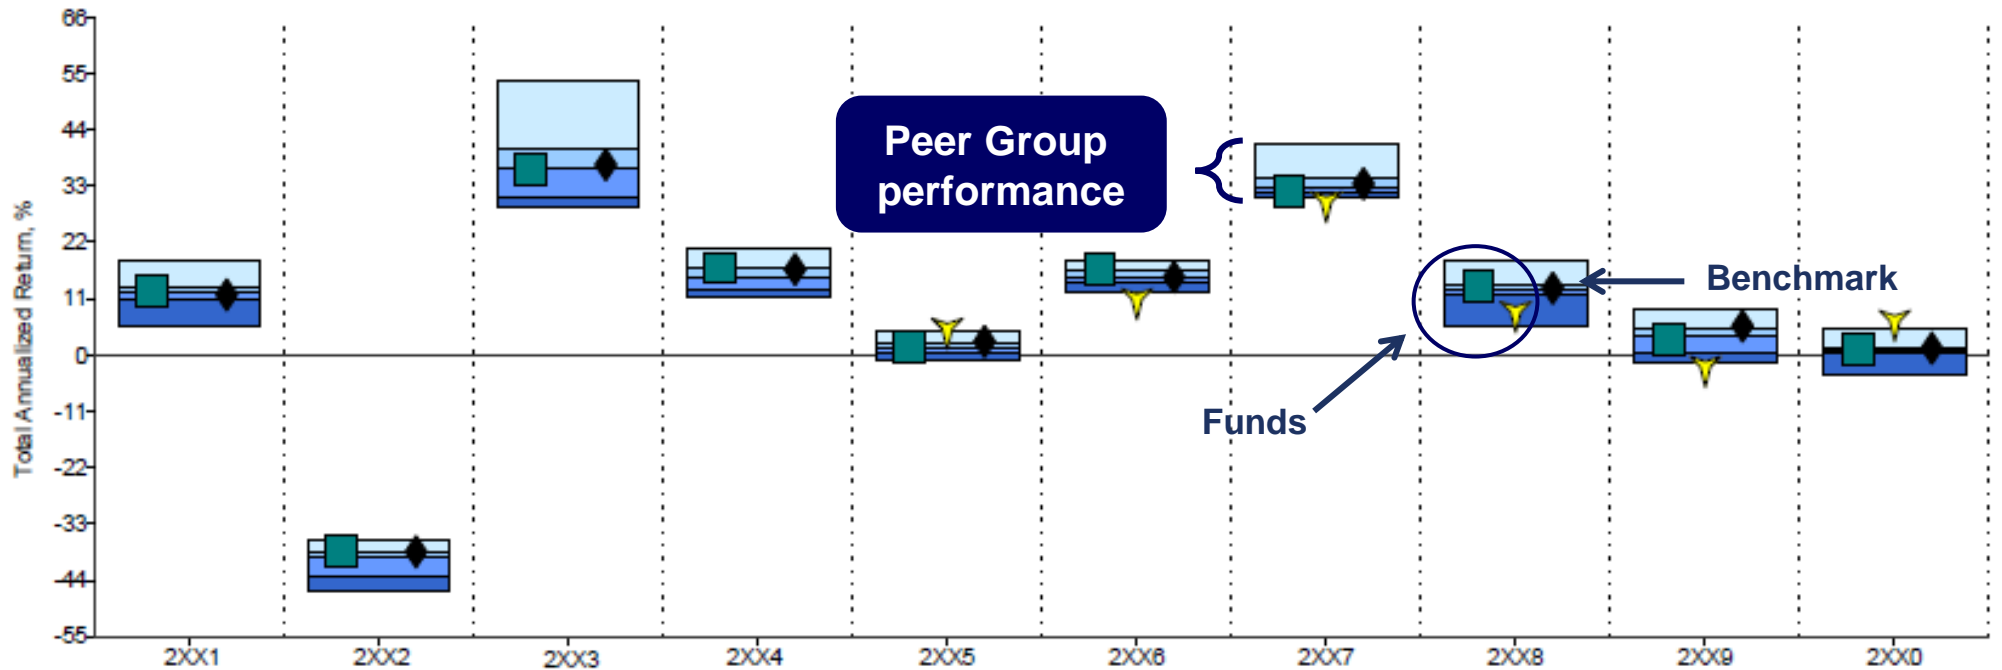 66
55
44
33
22
11
0
-11
-22
-33
-44
-55
Total Annualized Return, %
Peer Group
performance
Benchmark
Funds
2XX1
2XX2
2XX3
2XX4
2XX5
2XX6
2XX7
2XX8
2XX9
2XX0